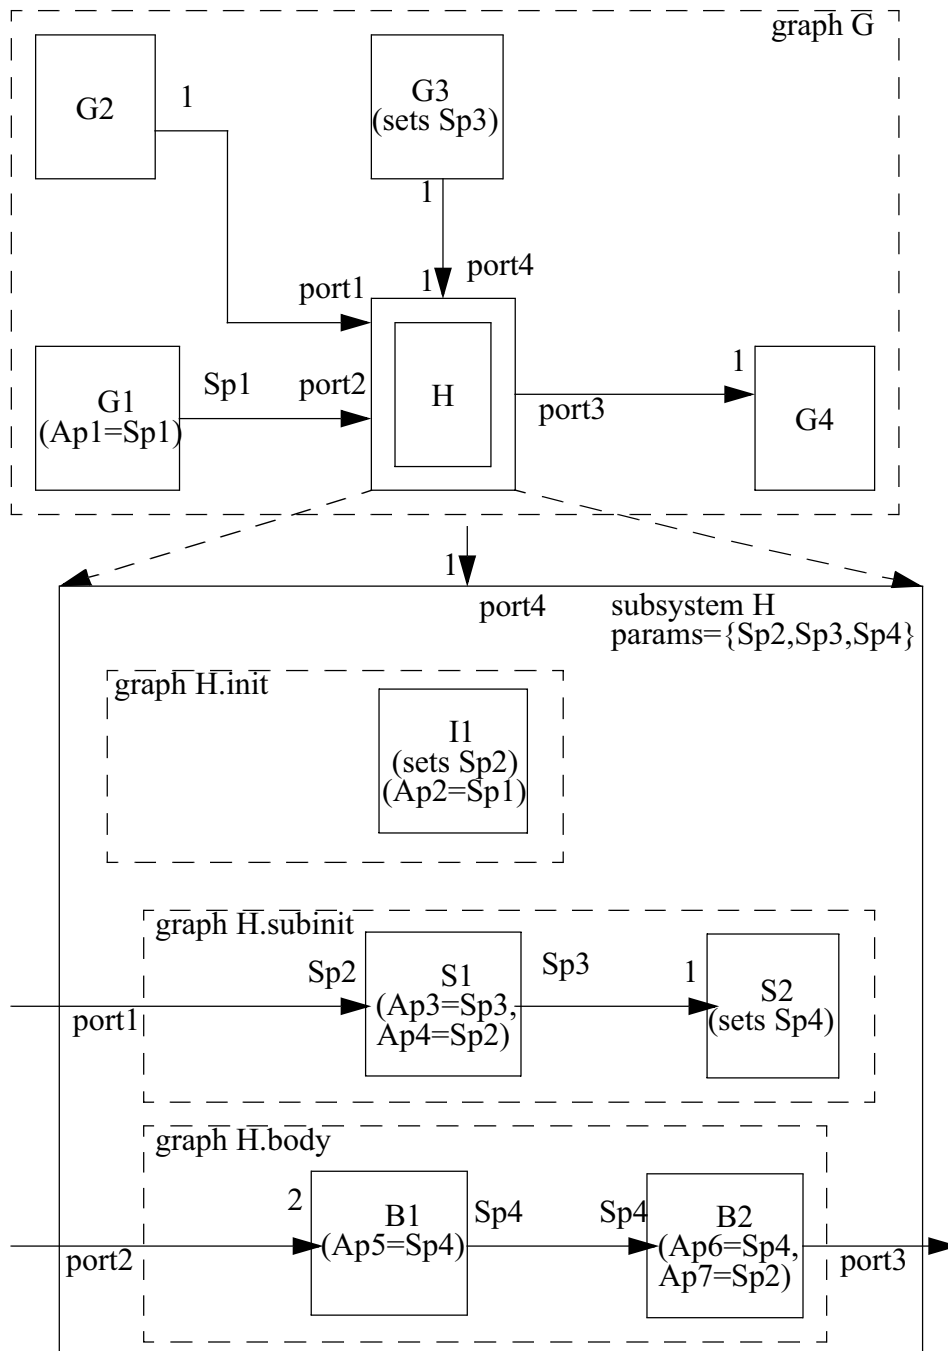 graph G
G2
1
G3
(sets Sp3)
1
port4
1
port1
G1
(Ap1=Sp1)
Sp1
port2
H
port3
1
G4
1
port4
subsystem H
params={Sp2,Sp3,Sp4}
graph H.init
I1
(sets Sp2)
(Ap2=Sp1)
graph H.subinit
port1
Sp2
S1
(Ap3=Sp3,
Ap4=Sp2)
Sp3
1
S2
(sets Sp4)
graph H.body
port2
2
B1
(Ap5=Sp4)
Sp4
Sp4
B2
(Ap6=Sp4,
Ap7=Sp2)
port3